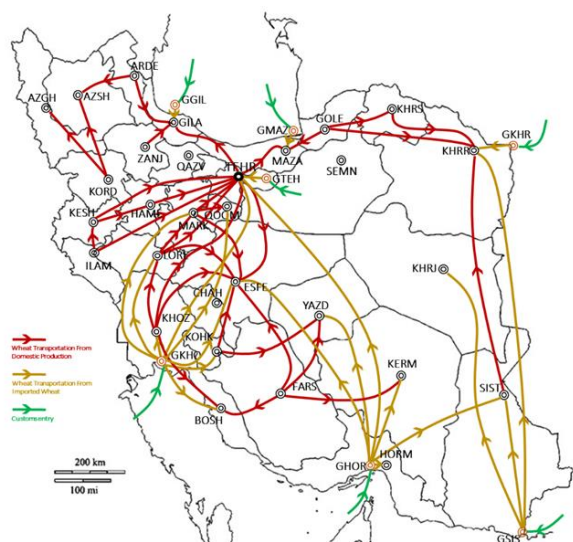 ARDE
AZGH
AZSH
GGIL
GILA
GMAZ
GOLE
KHRS
GKHR
KHRR
ZANJ
QAZV
TEHR
MAZA
SEMN
GTEH
KORD
KESH
HAME
MARK
QOOM
ILAM
LORE
ESFE
KHRJ
CHAH
YAZD
KHOZ
KOHK
GKHO
KERM
FARS
SIST
BOSH
GHOR
HORM
GSIS
Wheat Transportation From
Domestic Production
Wheat Transportation From
Imported Wheat
Customs entry
200 km
100 mi